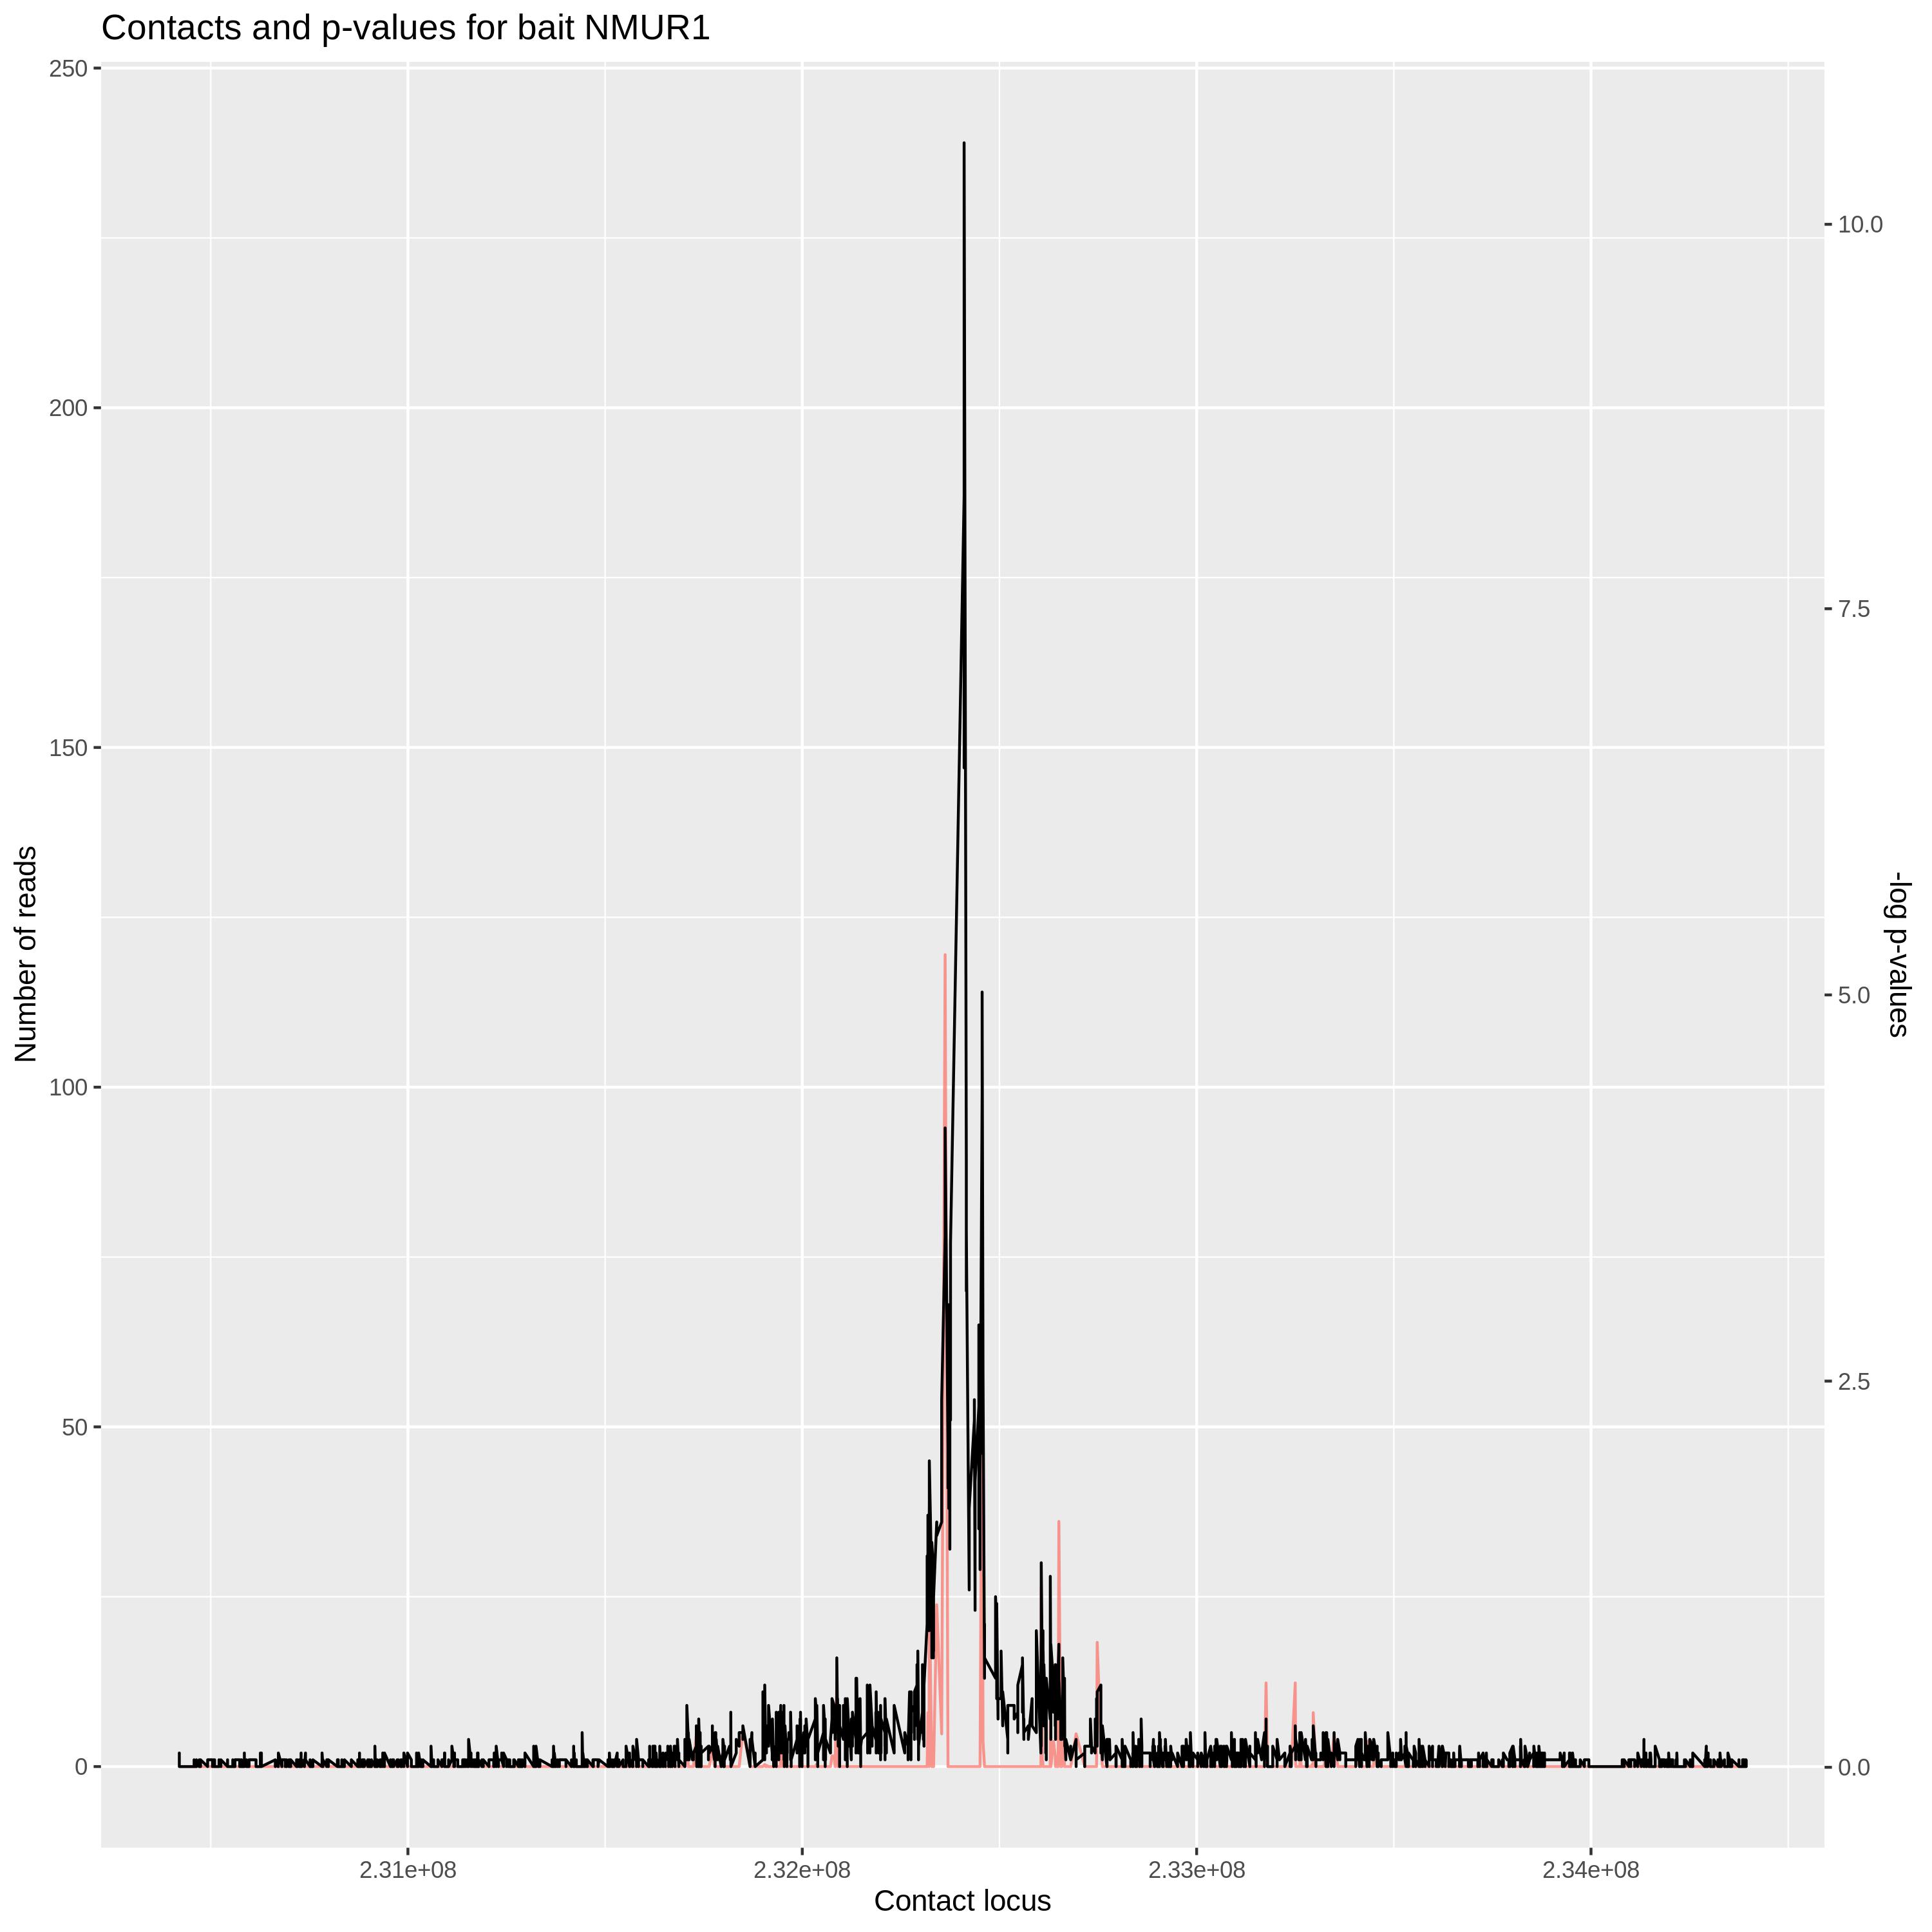 Contacts and p-values for bait NMUR1
250
200
150
100
50
0
Number of reads
10.0
7.5
5.0
2.5
0.0
-log p-values
2.31e+08
2.32e+08
2.33e+08
2.34e+08
Contact locus